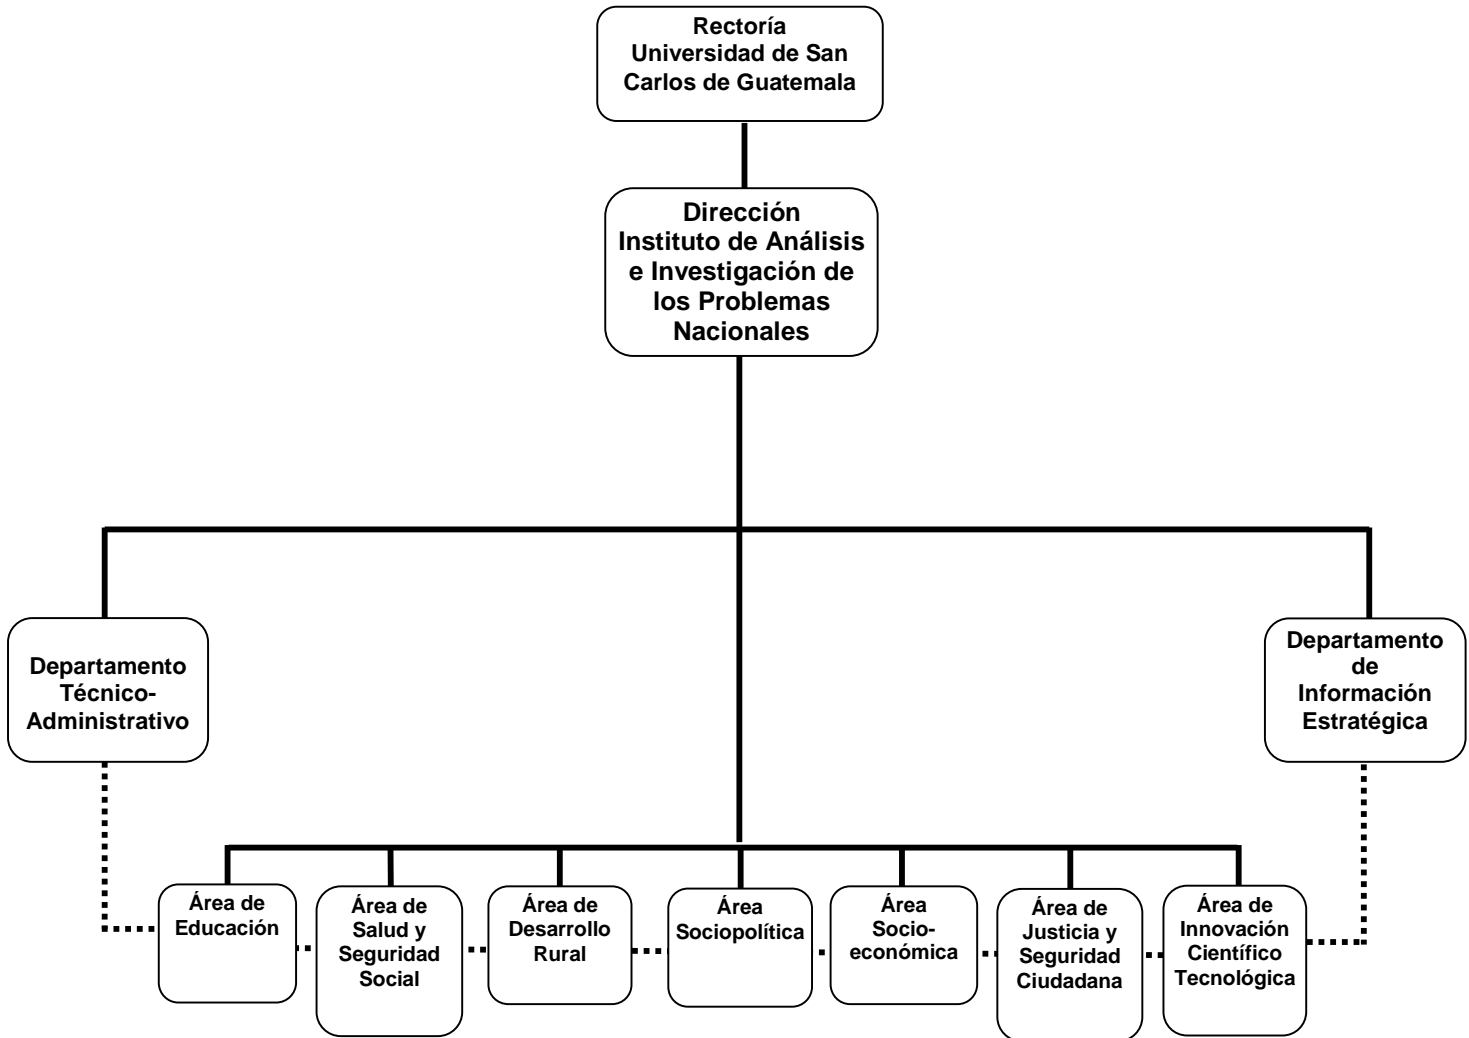 Rectoría
Universidad de San
Carlos de Guatemala
Dirección
Instituto de Análisis
e Investigación de
los Problemas
Nacionales
Departamento
Técnico-
Administrativo
Departamento
de
Información
Estratégica
Área de
Educación
Área de
Salud y
Seguridad
Social
Área de
Desarrollo
Rural
Área
Sociopolítica
Área
Socio-
económica
Área de
Justicia y
Seguridad
Ciudadana
Área de
Innovación
Científico
Tecnológica